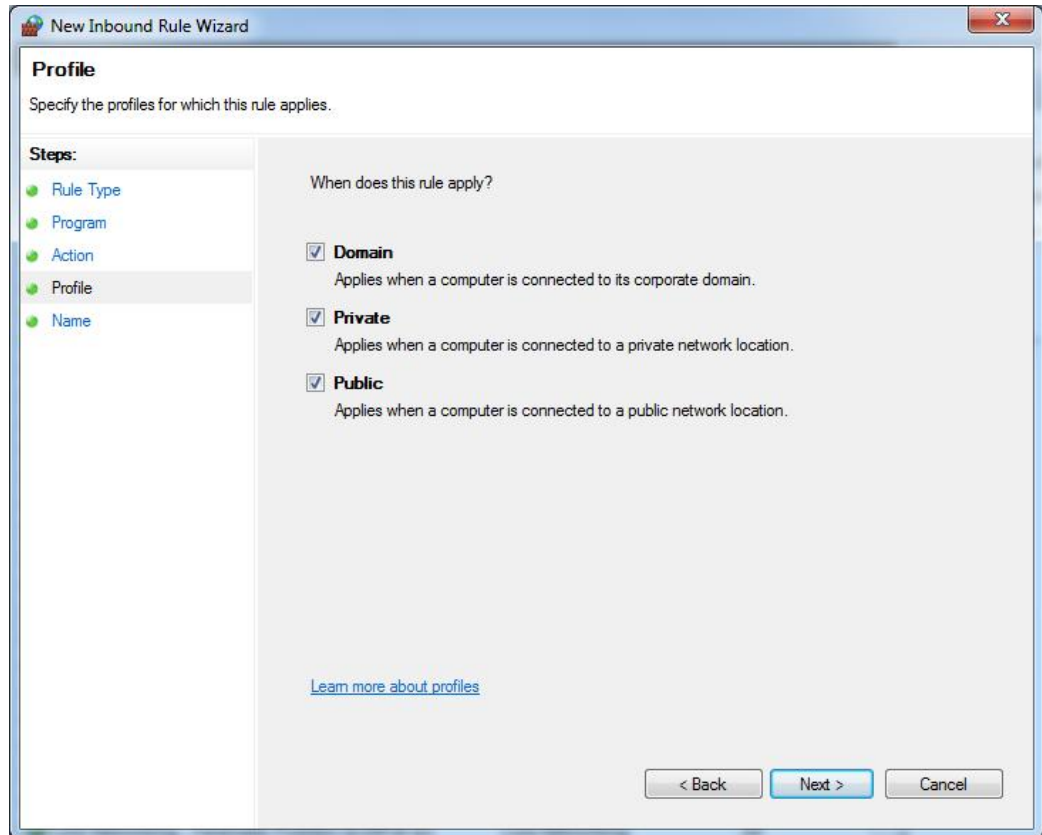 New Inbound Rule Wizard
Profile
Specify the profiles for which this rule applies.
Steps:
Rule Type
Program
Action
Profile
Name
When does this rule apply?
Domain
Applies when a computer is connected to its corporate domain.
Private
Applies when a computer is connected to a private network location.
Public
Applies when a computer is connected to a public network location.
Learn more about profiles
< Back
Next >
Cancel